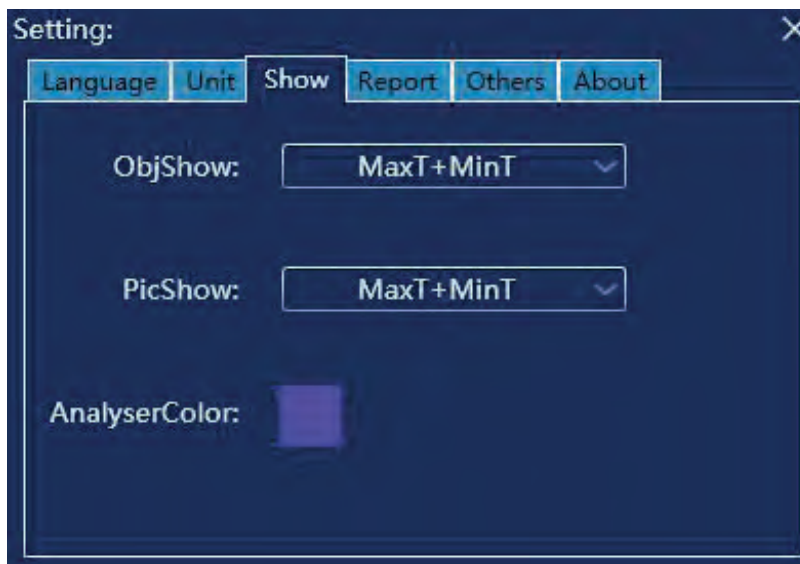 Setting:
Language Unit Show Report Others About
ObjShow: MaxT+MinT
PicShow: MaxT+MinT
AnalyserColor: